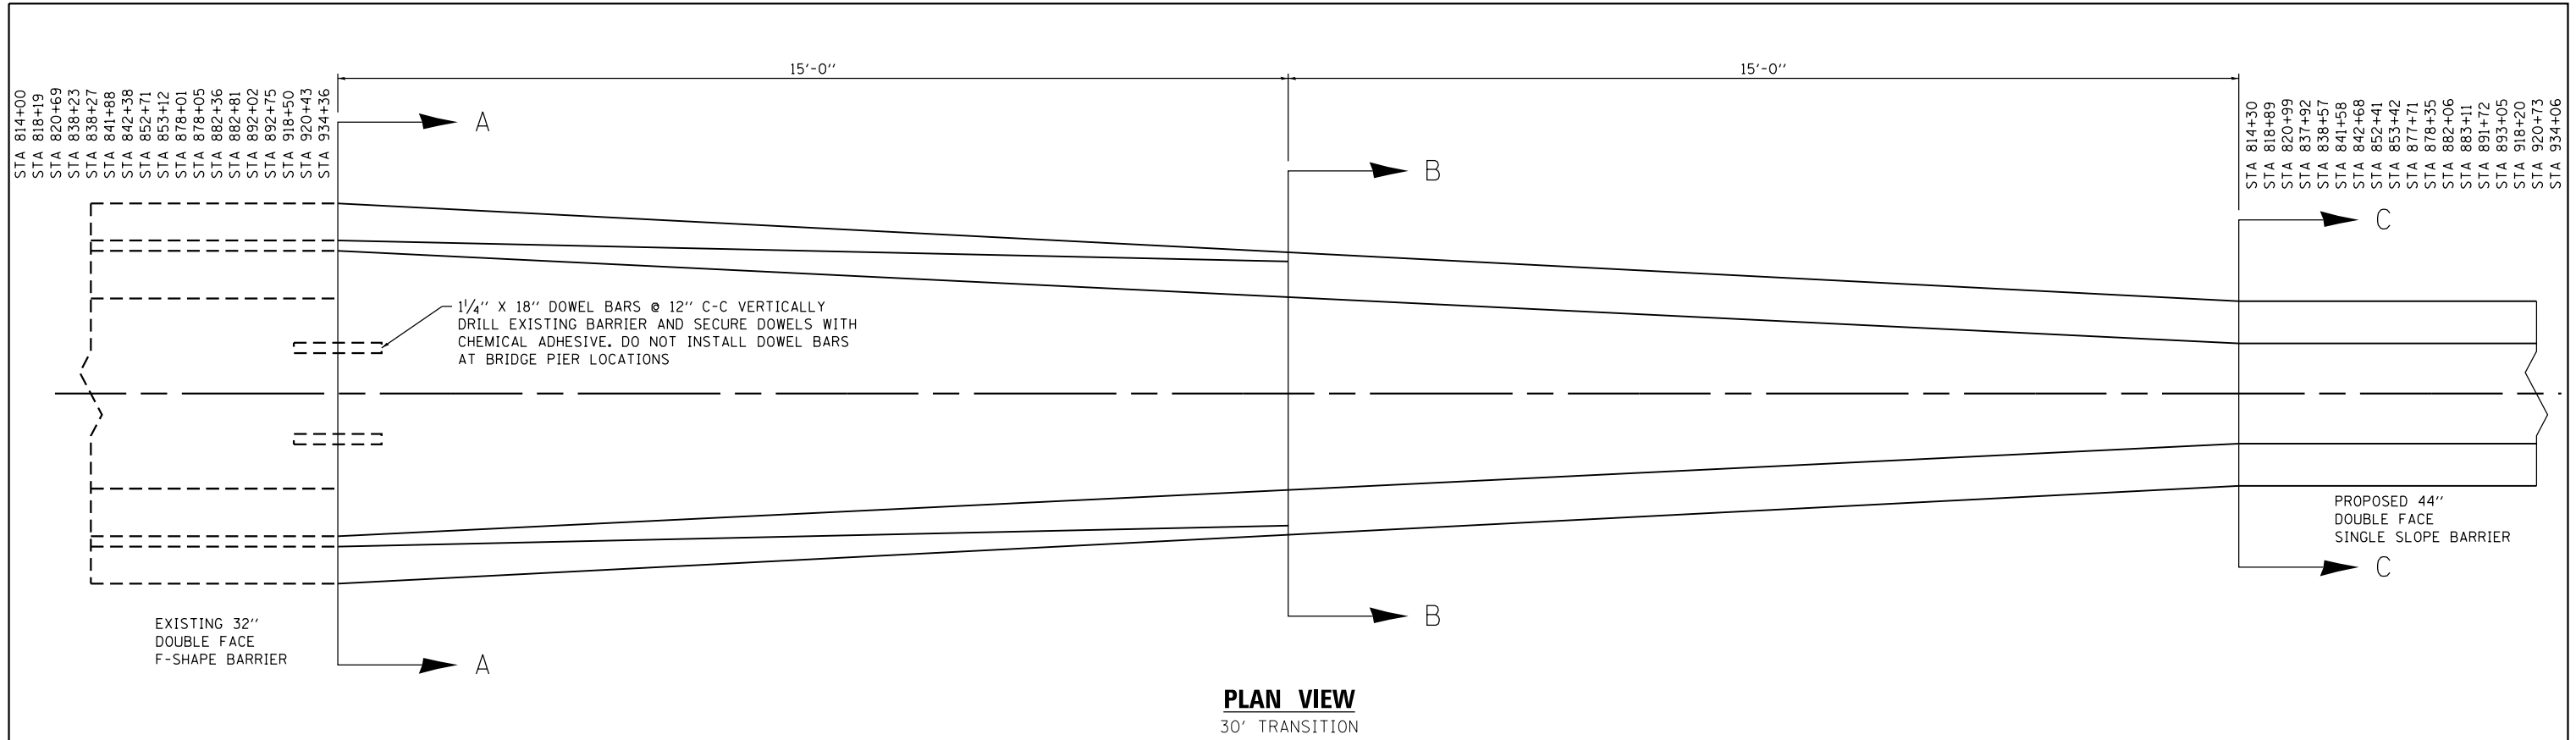 15'-0"
15'-0"
STA 814+00
STA 818+19
STA 820+69
STA 838+23
STA 838+27
STA 841+88
STA 842+38
STA 852+71
STA 853+12
STA 878+01
STA 878+05
STA 882+36
STA 882+81
STA 892+02
STA 892+75
STA 918+50
STA 920+43
STA 934+36
A
B
C
STA 814+30
STA 818+89
STA 820+99
STA 837+92
STA 838+57
STA 841+58
STA 842+68
STA 852+41
STA 853+42
STA 877+71
STA 878+35
STA 882+06
STA 883+11
STA 891+72
STA 893+05
STA 918+20
STA 920+73
STA 934+06
1 1/4" X 18" DOWEL BARS @ 12" C-C VERTICALLY
DRILL EXISTING BARRIER AND SECURE DOWELS WITH
CHEMICAL ADHESIVE. DO NOT INSTALL DOWEL BARS
AT BRIDGE PIER LOCATIONS
EXISTING 32"
DOUBLE FACE
F-SHAPE BARRIER
A
B
C
PROPOSED 44"
DOUBLE FACE
SINGLE SLOPE BARRIER
PLAN VIEW
30' TRANSITION